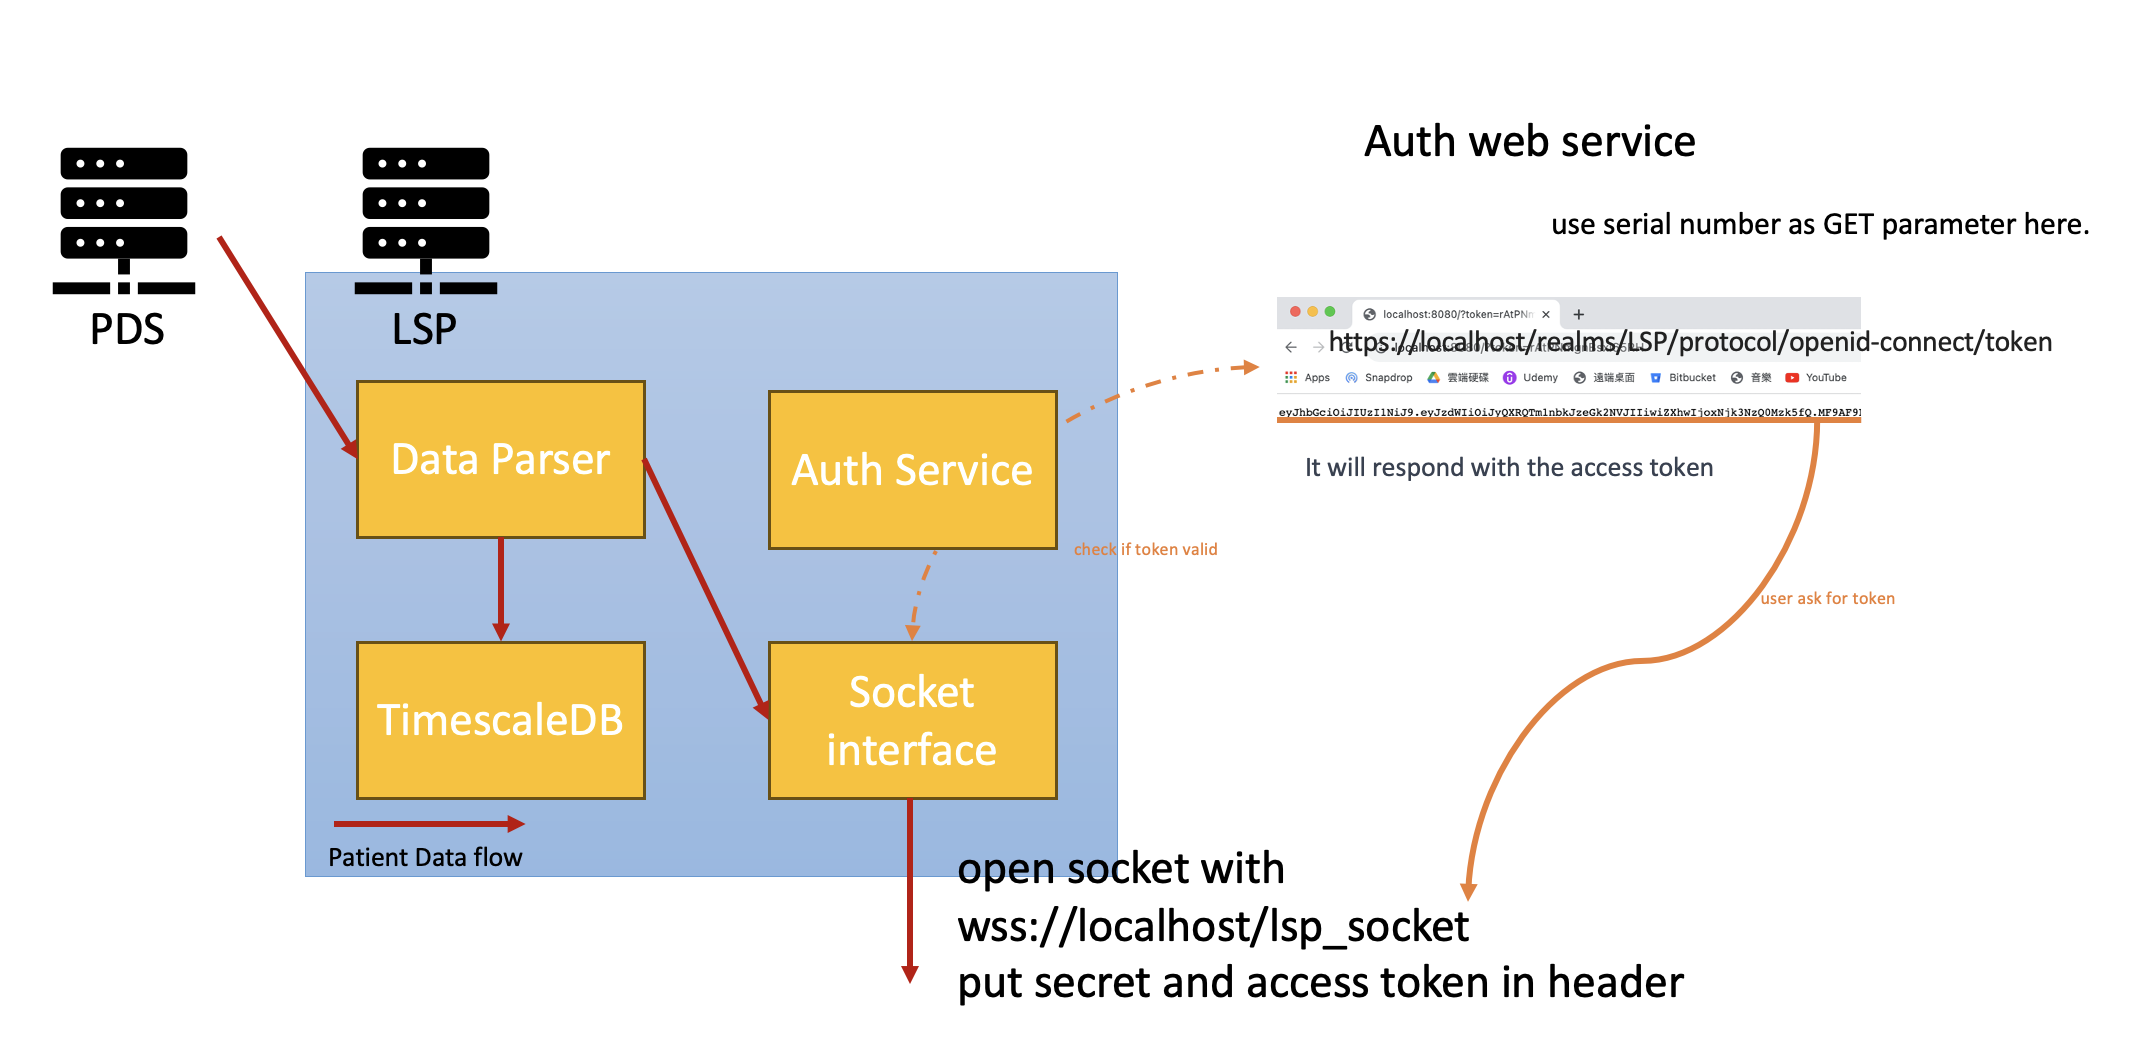 Auth web service
use serial number as GET parameter here.
PDS
LSP
localhost:8080/?token=rAtPNm
https://localhost/realms/LSP/protocol/openid-connect/token
Apps Snapdrop 雲端硬碟 Udemy 遠端桌面 Bitbucket 音樂 YouTube
eyJhbGciOiJIUzI1NiJ9.eyJzdWIiOiJyQXRQTm1nbkJzeGk2NVJIIiwiZXhwIjoxNjk3NzQ0Mzk5fQ.MF9AF9
It will respond with the access token
Data Parser
Auth Service
check if token valid
user ask for token
TimescaleDB
Socket
interface
Patient Data flow
open socket with
wss://localhost/lsp_socket
put secret and access token in header